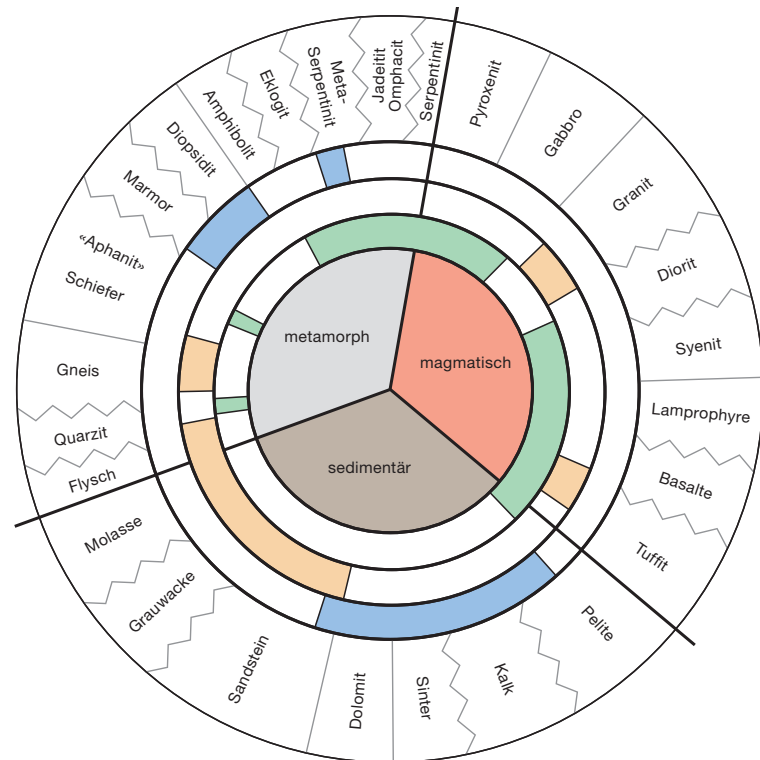 Serpentinit
Pyroxenit
Gabbro
Granit
Diorit
Syenit
Lamprophyre
Basalte
Tuffit
Pelite
Kalk
Sinter
Dolomit
Sandstein
Grauwacke
Molasse
Flysch
Quarzit
Gneis
Schiefer
«Aphanit»
Marmor
Diopsidit
Amphibolit
Eklogit
Meta-
Serpentinit
Jadeitit
Omphacit
metamorph
magmatisch
sedimentär